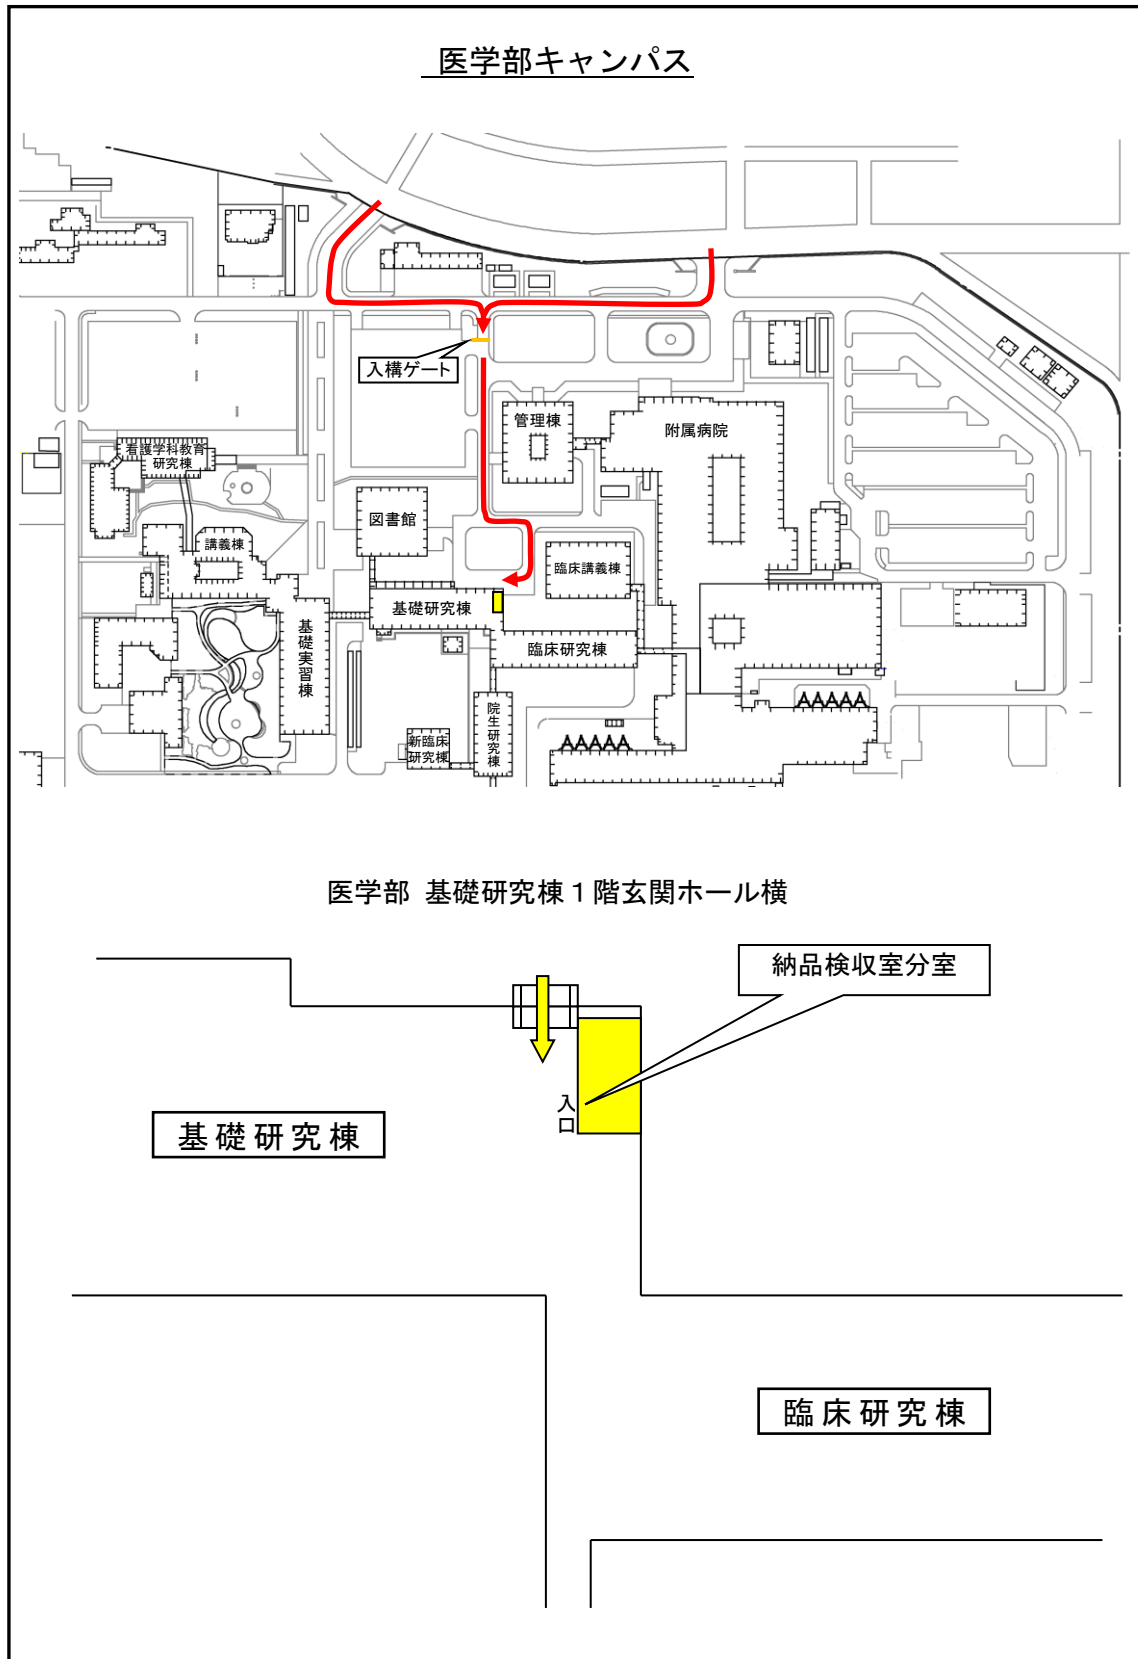 医学部キャンパス
入構ゲート
管理棟
附属病院
看護学科教育
研究棟
図書館
講義棟
臨床講義棟
基礎研究棟
基礎実習棟
臨床研究棟
院生研究棟
新臨床
研究棟
医学部 基礎研究棟１階玄関ホール横
納品検収室分室
入口
基礎研究棟
臨床研究棟